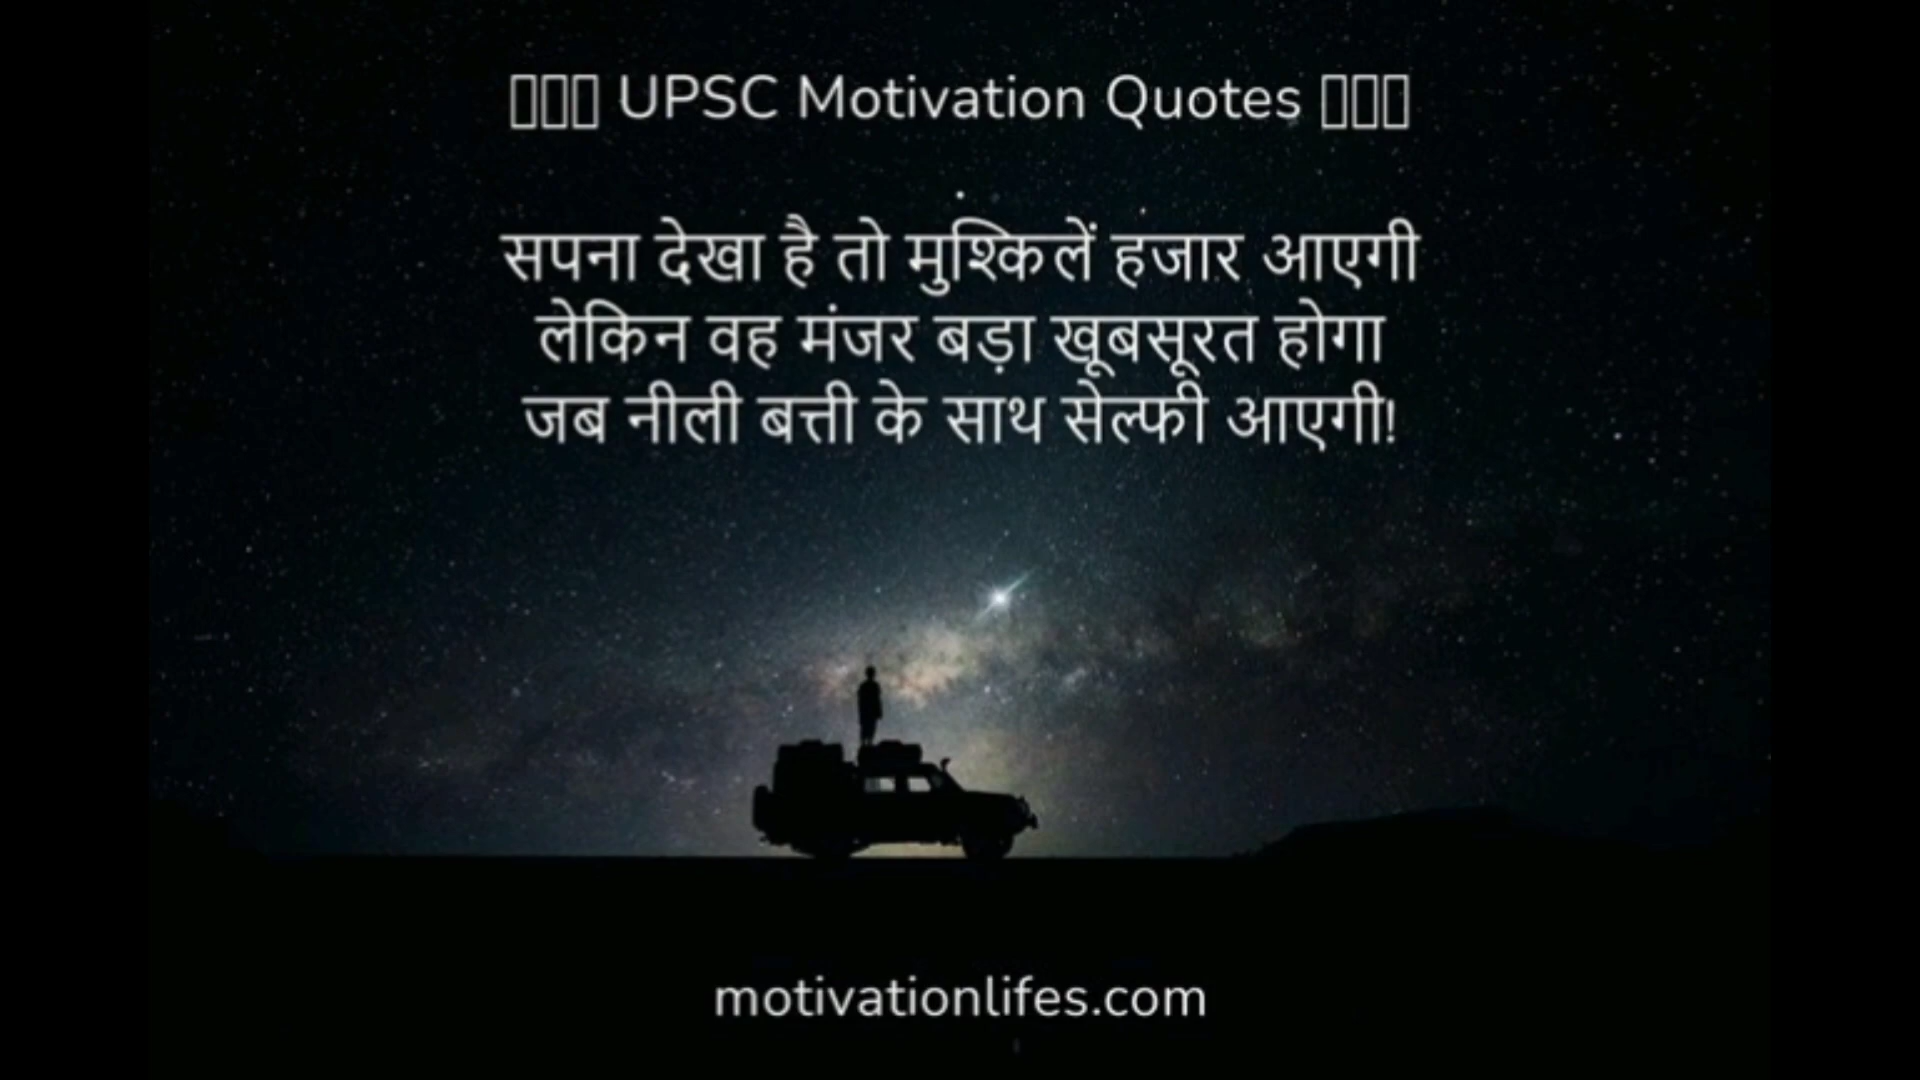 ▯▯▯ UPSC Motivation Quotes ▯▯▯
.
सपना देखा है तो मुश्किलें हजार आएगी
लेकिन वह मंजर बड़ा खूबसूरत होगा
जब नीली बत्ती के साथ सेल्फी आएगी!
motivationlifes.com